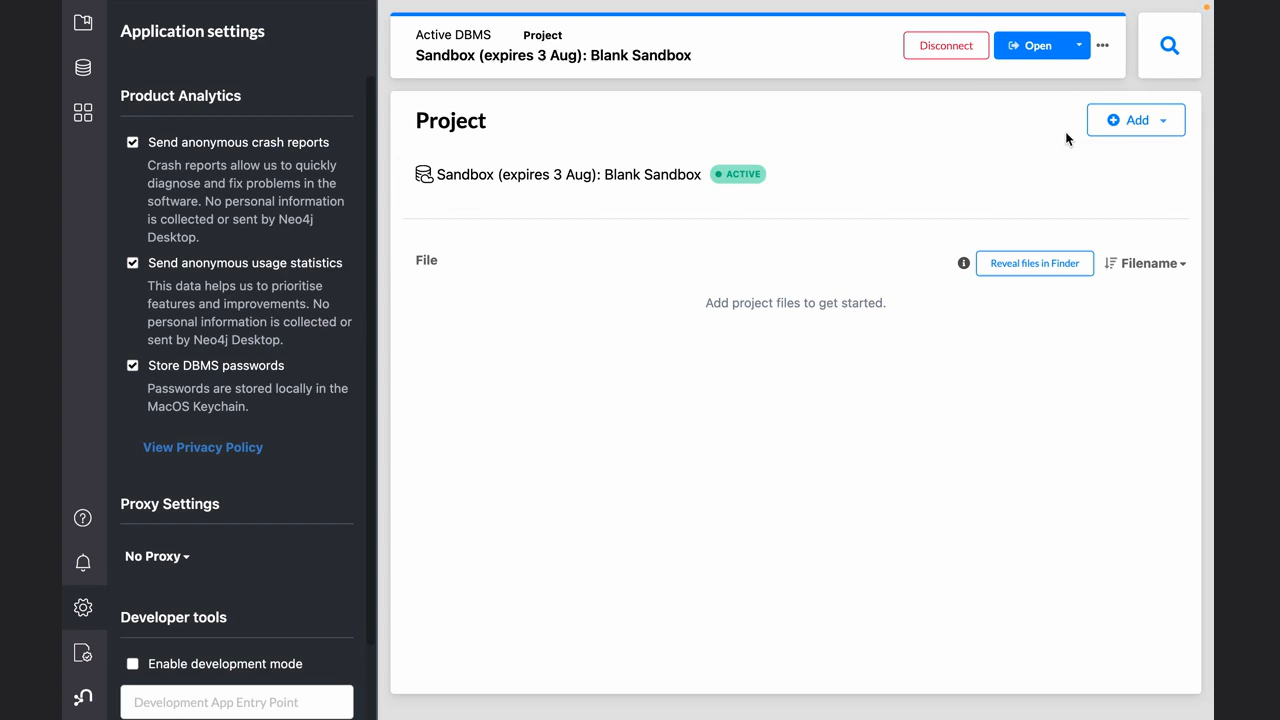 Application settings
Product Analytics
Send anonymous crash reports
Crash reports allow us to quickly
diagnose and fix problems in the
software. No personal information
is collected or sent by Neo4j
Desktop.
Send anonymous usage statistics
This data helps us to prioritise
features and improvements. No
personal information is collected or
sent by Neo4j Desktop.
Store DBMS passwords
Passwords are stored locally in the
MacOS Keychain.
View Privacy Policy
Proxy Settings
No Proxy
Developer tools
Enable development mode
Development App Entry Point
Active DBMS Project
Sandbox (expires 3 Aug): Blank Sandbox
Disconnect
Open
Project
Add
Sandbox (expires 3 Aug): Blank Sandbox ACTIVE
File
Reveal files in Finder
Filename
Add project files to get started.